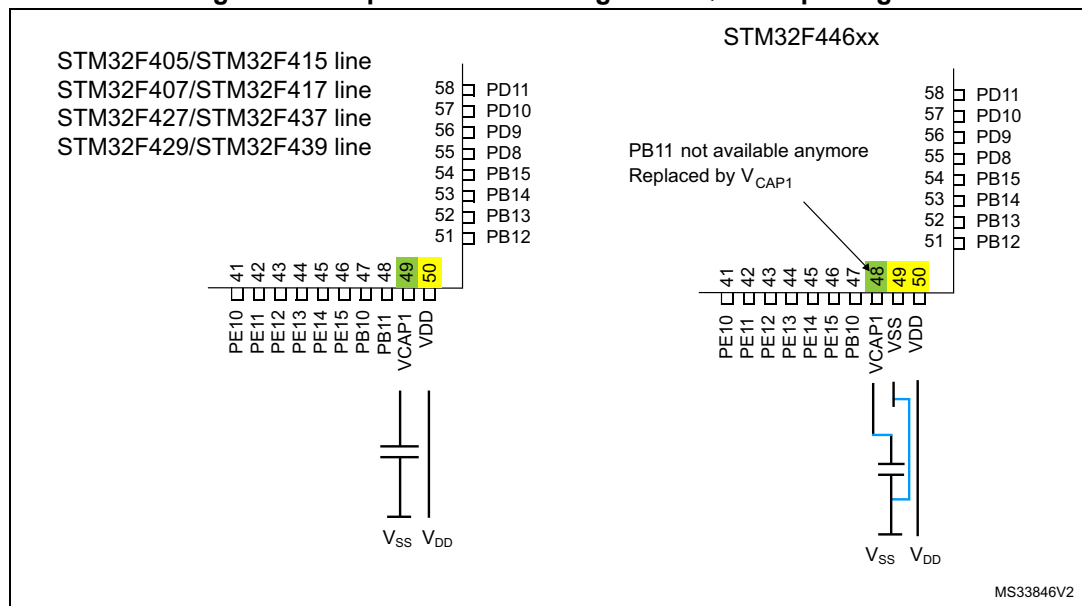 STM32F405/STM32F415 line
STM32F407/STM32F417 line
STM32F427/STM32F437 line
STM32F429/STM32F439 line
58 PD11
57 PD10
56 PD9
55 PD8
54 PB15
53 PB14
52 PB13
51 PB12
41 42 43 44 45 46 47 48 49 50
PE10 PE11 PE12 PE13 PE14 PE15 PB10 PB11 VCAP1 VDD
VSS VDD
STM32F446xx
PB11 not available anymore
Replaced by VCAP1
58 PD11
57 PD10
56 PD9
55 PD8
54 PB15
53 PB14
52 PB13
51 PB12
41 42 43 44 45 46 47 48 49 50
PE10 PE11 PE12 PE13 PE14 PE15 PB10 VCAP1 VSS VDD
VSS VDD
MS33846V2